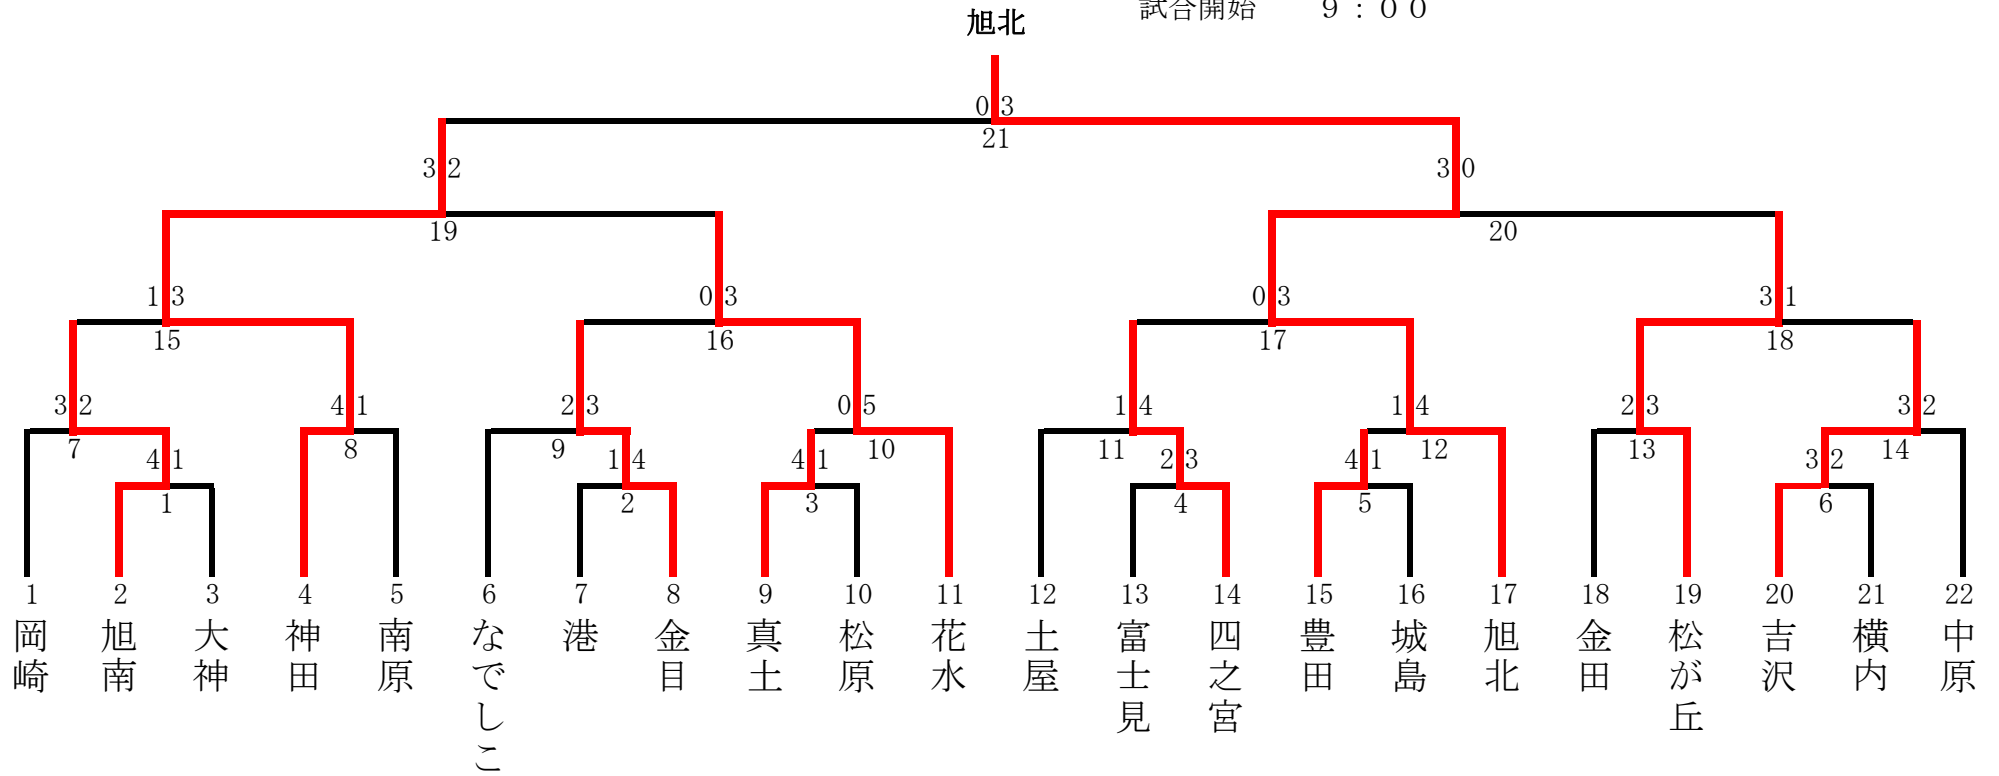 試合開始 ９：００
旭北
0 3
21
3 2
3 0
19
20
1 3
0 3
0 3
3 1
15
16
17
18
3 2
4 1
2 3
0 5
1 4
1 4
2 3
3 2
7
8
9
10
11
12
13
14
4 1
1 4
4 1
2 3
4 1
3 2
1
2
3
4
5
6
1 2 3 4 5 6 7 8 9 10 11 12 13 14 15 16 17 18 19 20 21 22
岡崎
旭南
大神
神田
南原
なでしこ
港
金目
真土
松原
花水
土屋
富士見
四之宮
豊田
城島
旭北
金田
松が丘
吉沢
横内
中原